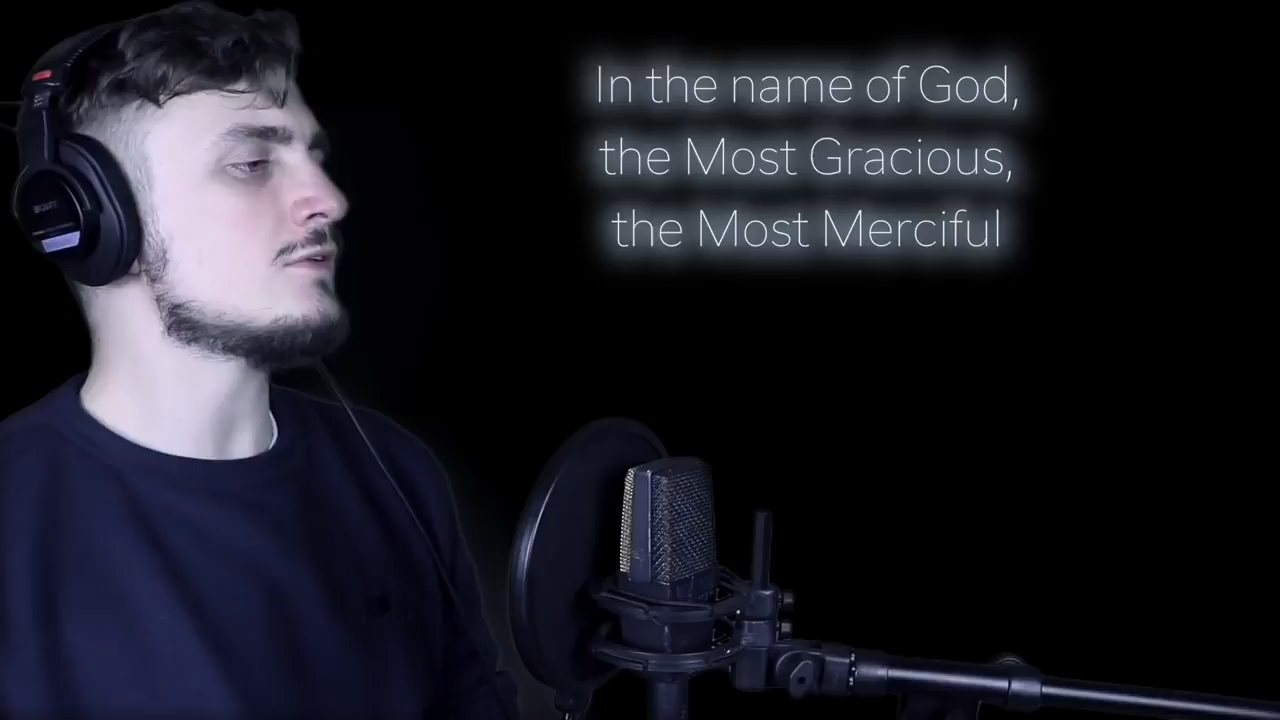 In the name of God,
the Most Gracious,
the Most Merciful